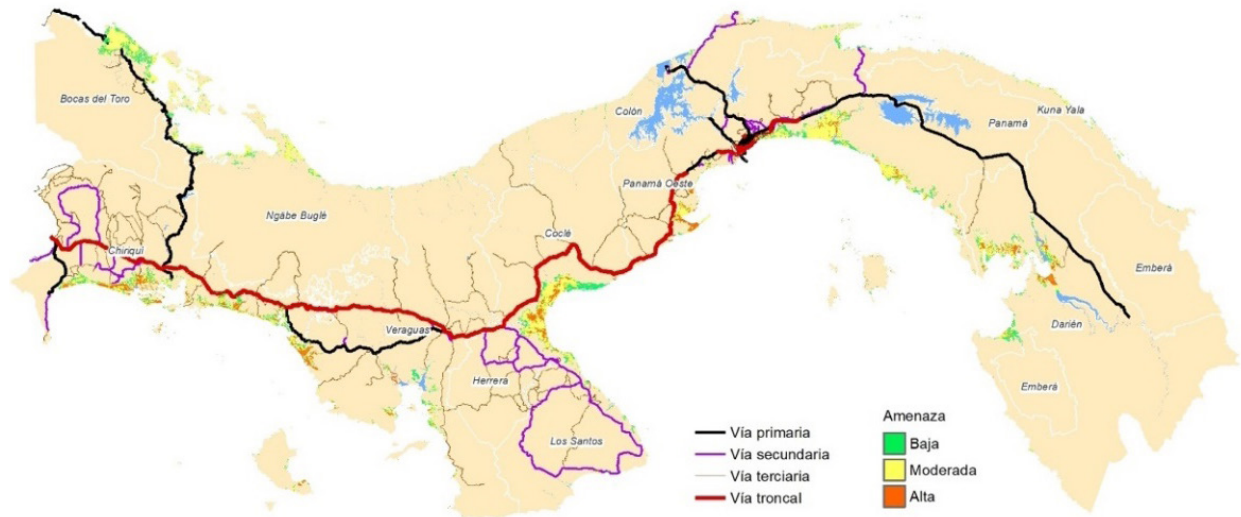 Bocas del Toro
Colón
Kuna Yala
Panamá
Panamá Oeste
Ngäbe Buglé
Coclé
Chiriquí
Emberá
Veraguas
Darién
Herrera
Emberá
Los Santos
Vía primaria
Vía secundaria
Vía terciaria
Vía troncal
Amenaza
Baja
Moderada
Alta